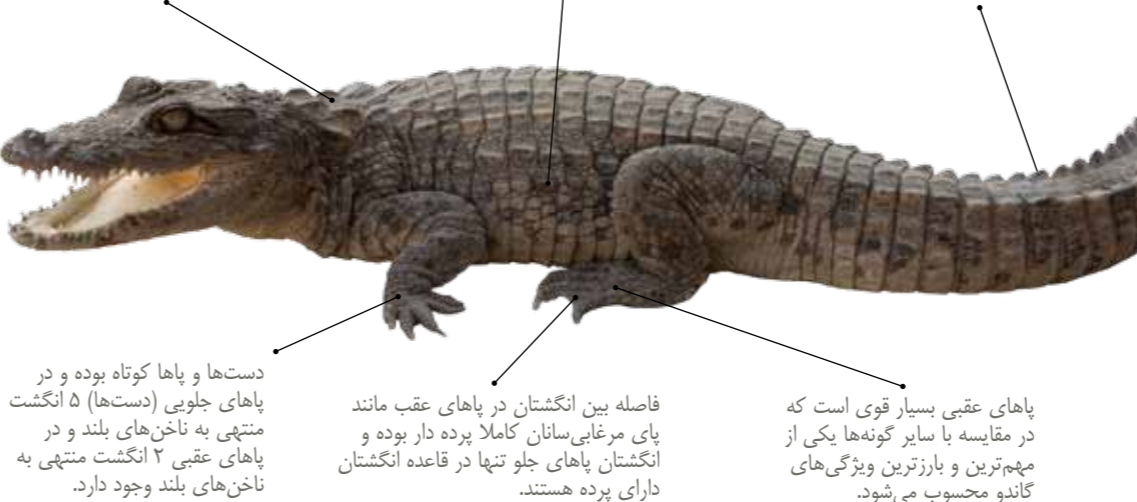 پاهای عقبی بسیار قوی است که
در مقایسه با سایر گونه‌ها یکی از
مهم‌ترین و بارزترین ویژگی‌های
گاندو محسوب می‌شود.
فاصله بین انگشتان در پاهای عقب مانند
پای مرغابی‌سانان کاملا پرده دار بوده و
انگشتان پاهای جلو تنها در قاعده انگشتان
دارای پرده هستند.
دست‌ها و پاها کوتاه بوده و در
پاهای جلویی (دست‌ها) ۵ انگشت
منتهی به ناخن‌های بلند و در
پاهای عقبی ۲ انگشت منتهی به
ناخن‌های بلند وجود دارد.